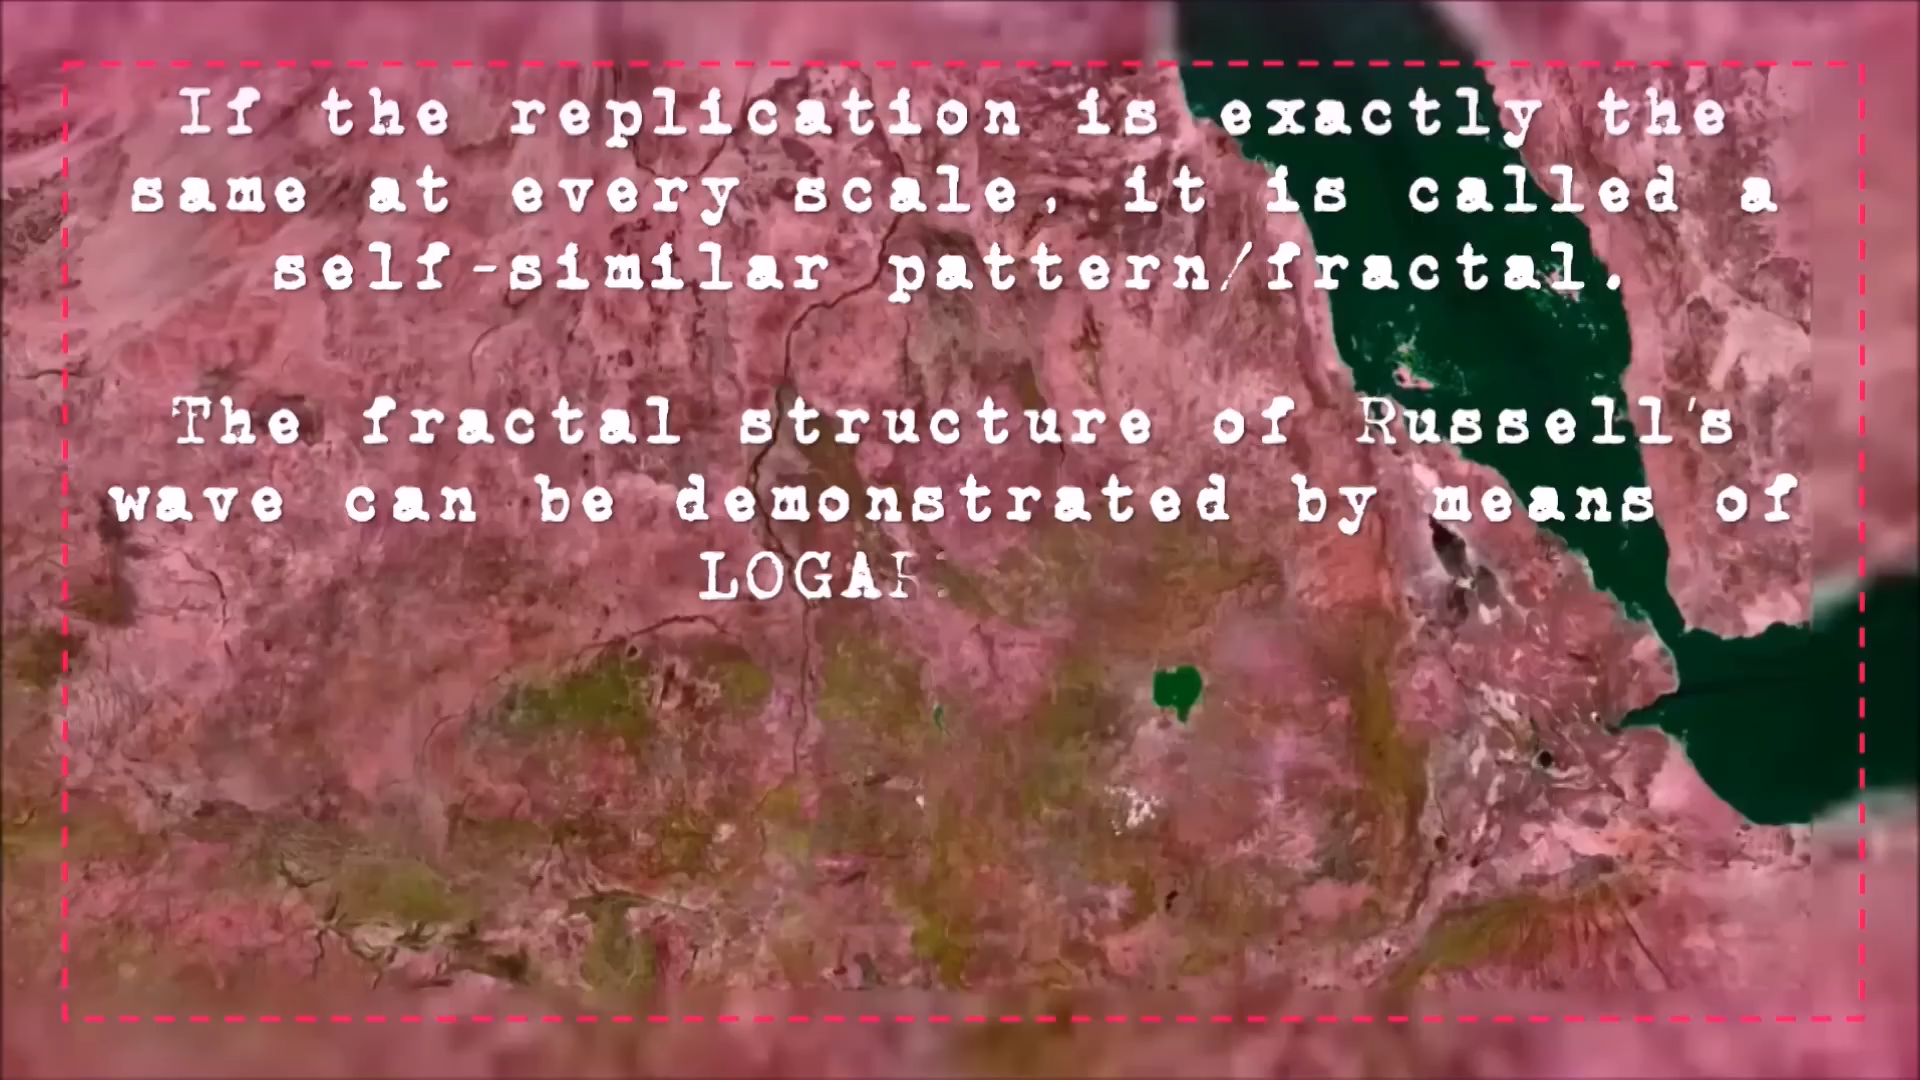 If the replication is exactly the
same at every scale, it is called a
self-similar pattern/fractal.
The fractal structure of Russell's
wave can be demonstrated by means of